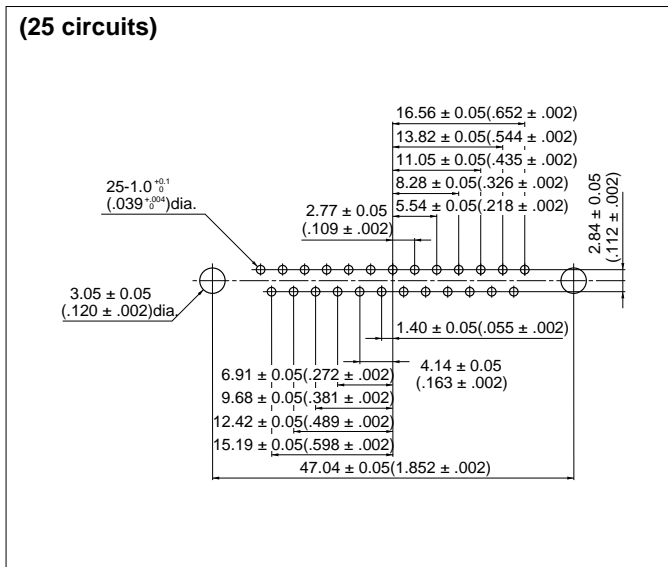 (25 circuits)
16.56 ± 0.05(.652 ± .002)
13.82 ± 0.05(.544 ± .002)
11.05 ± 0.05(.435 ± .002)
8.28 ± 0.05(.326 ± .002)
5.54 ± 0.05(.218 ± .002)
25-1.0 +0.1 0
(.039 +.004 0)dia.
2.77 ± 0.05
(.109 ± .002)
2.84 ± 0.05
(.112 ± .002)
3.05 ± 0.05
(.120 ± .002)dia.
1.40 ± 0.05(.055 ± .002)
4.14 ± 0.05
(.163 ± .002)
6.91 ± 0.05(.272 ± .002)
9.68 ± 0.05(.381 ± .002)
12.42 ± 0.05(.489 ± .002)
15.19 ± 0.05(.598 ± .002)
47.04 ± 0.05(1.852 ± .002)